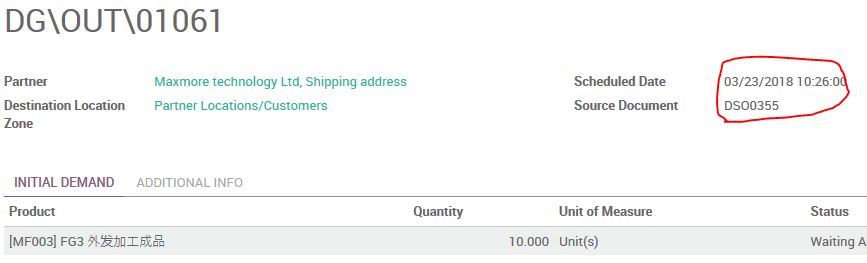 DG\OUT\01061
Partner Maxmore technology Ltd, Shipping address Scheduled Date 03/23/2018 10:26:00
Destination Location Zone Partner Locations/Customers Source Document DSO0355
INITIAL DEMAND ADDITIONAL INFO
Product Quantity Unit of Measure Status
[MF003] FG3 外发加工成品 10.000 Unit(s) Waiting A